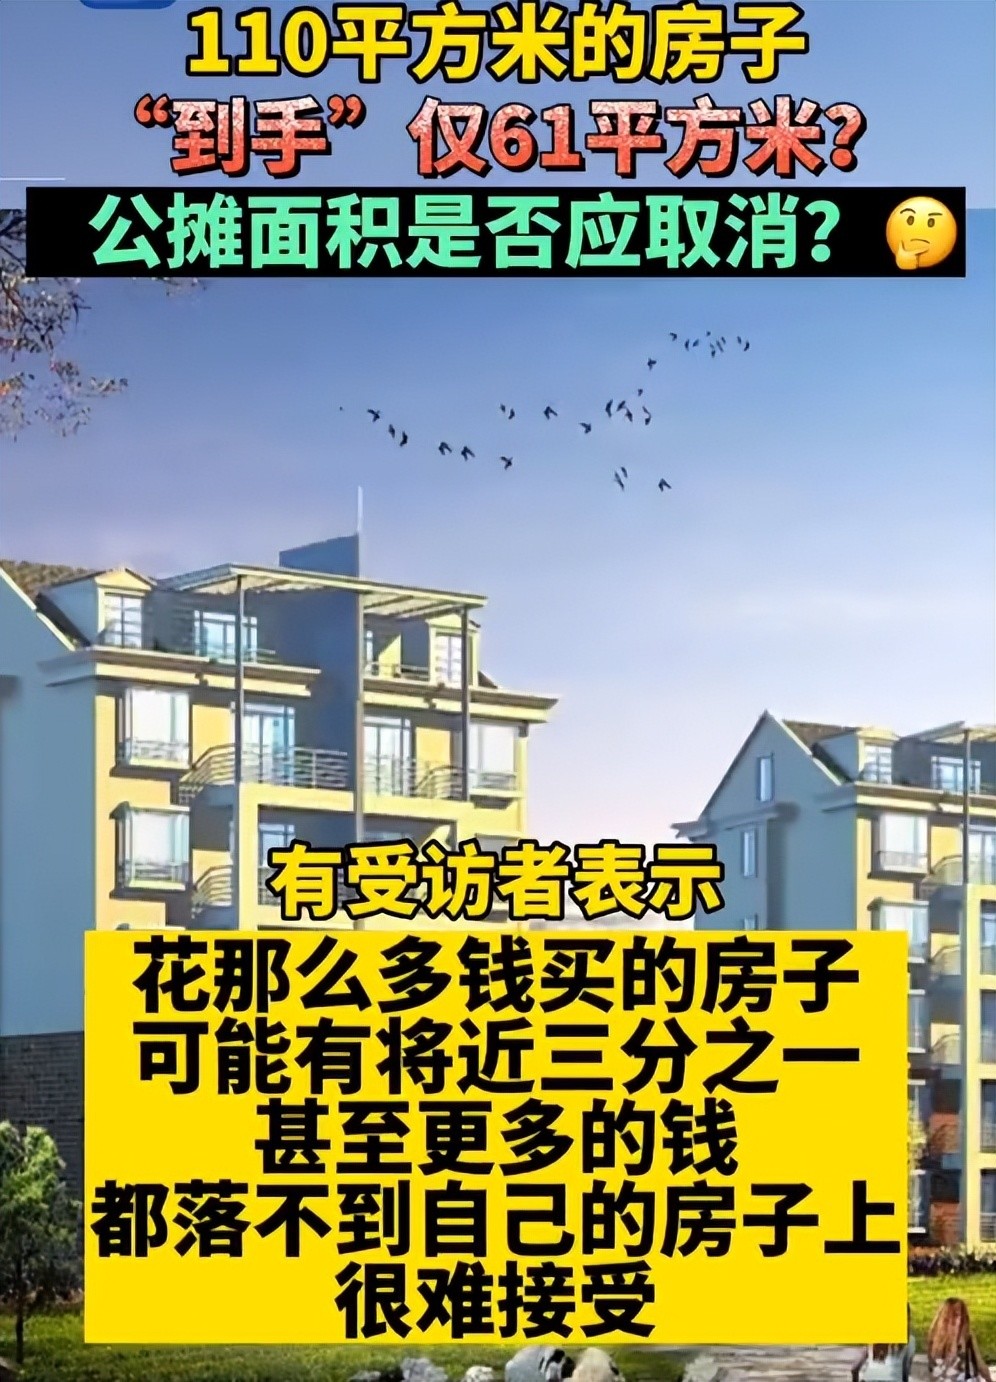 110平方米的房子
“到手”仅61平方米？
公摊面积是否应取消？
有受访者表示
花那么多钱买的房子
可能有将近三分之一
甚至更多的钱
都落不到自己的房子上
很难接受